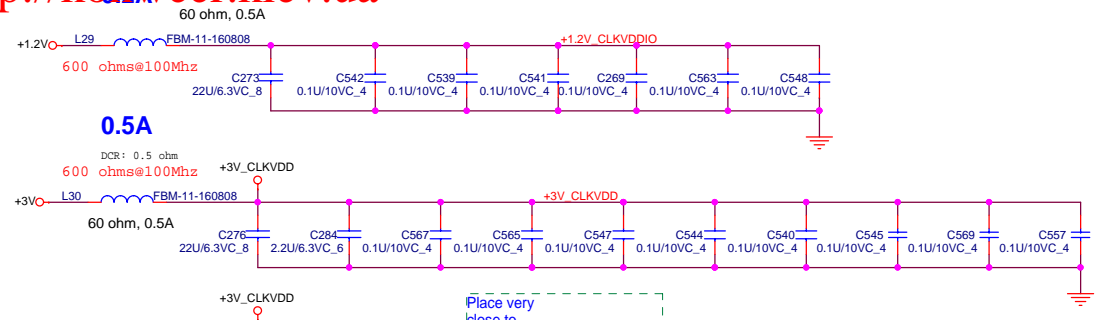 60 ohm, 0.5A
+1.2V L29 FBM-11-160808 +1.2V_CLKVDDIO
600 ohms@100Mhz
C273 C542 C539 C541 C269 C563 C548
22U/6.3VC_8 0.1U/10VC_4 0.1U/10VC_4 0.1U/10VC_4 0.1U/10VC_4 0.1U/10VC_4 0.1U/10VC_4
0.5A
DCR: 0.5 ohm
600 ohms@100Mhz +3V_CLKVDD
+3V L30 FBM-11-160808 +3V_CLKVDD
60 ohm, 0.5A
C276 C284 C567 C565 C547 C544 C540 C545 C569 C557
22U/6.3VC_8 2.2U/6.3VC_6 0.1U/10VC_4 0.1U/10VC_4 0.1U/10VC_4 0.1U/10VC_4 0.1U/10VC_4 0.1U/10VC_4 0.1U/10VC_4 0.1U/10VC_4
+3V_CLKVDD
Place very
close to